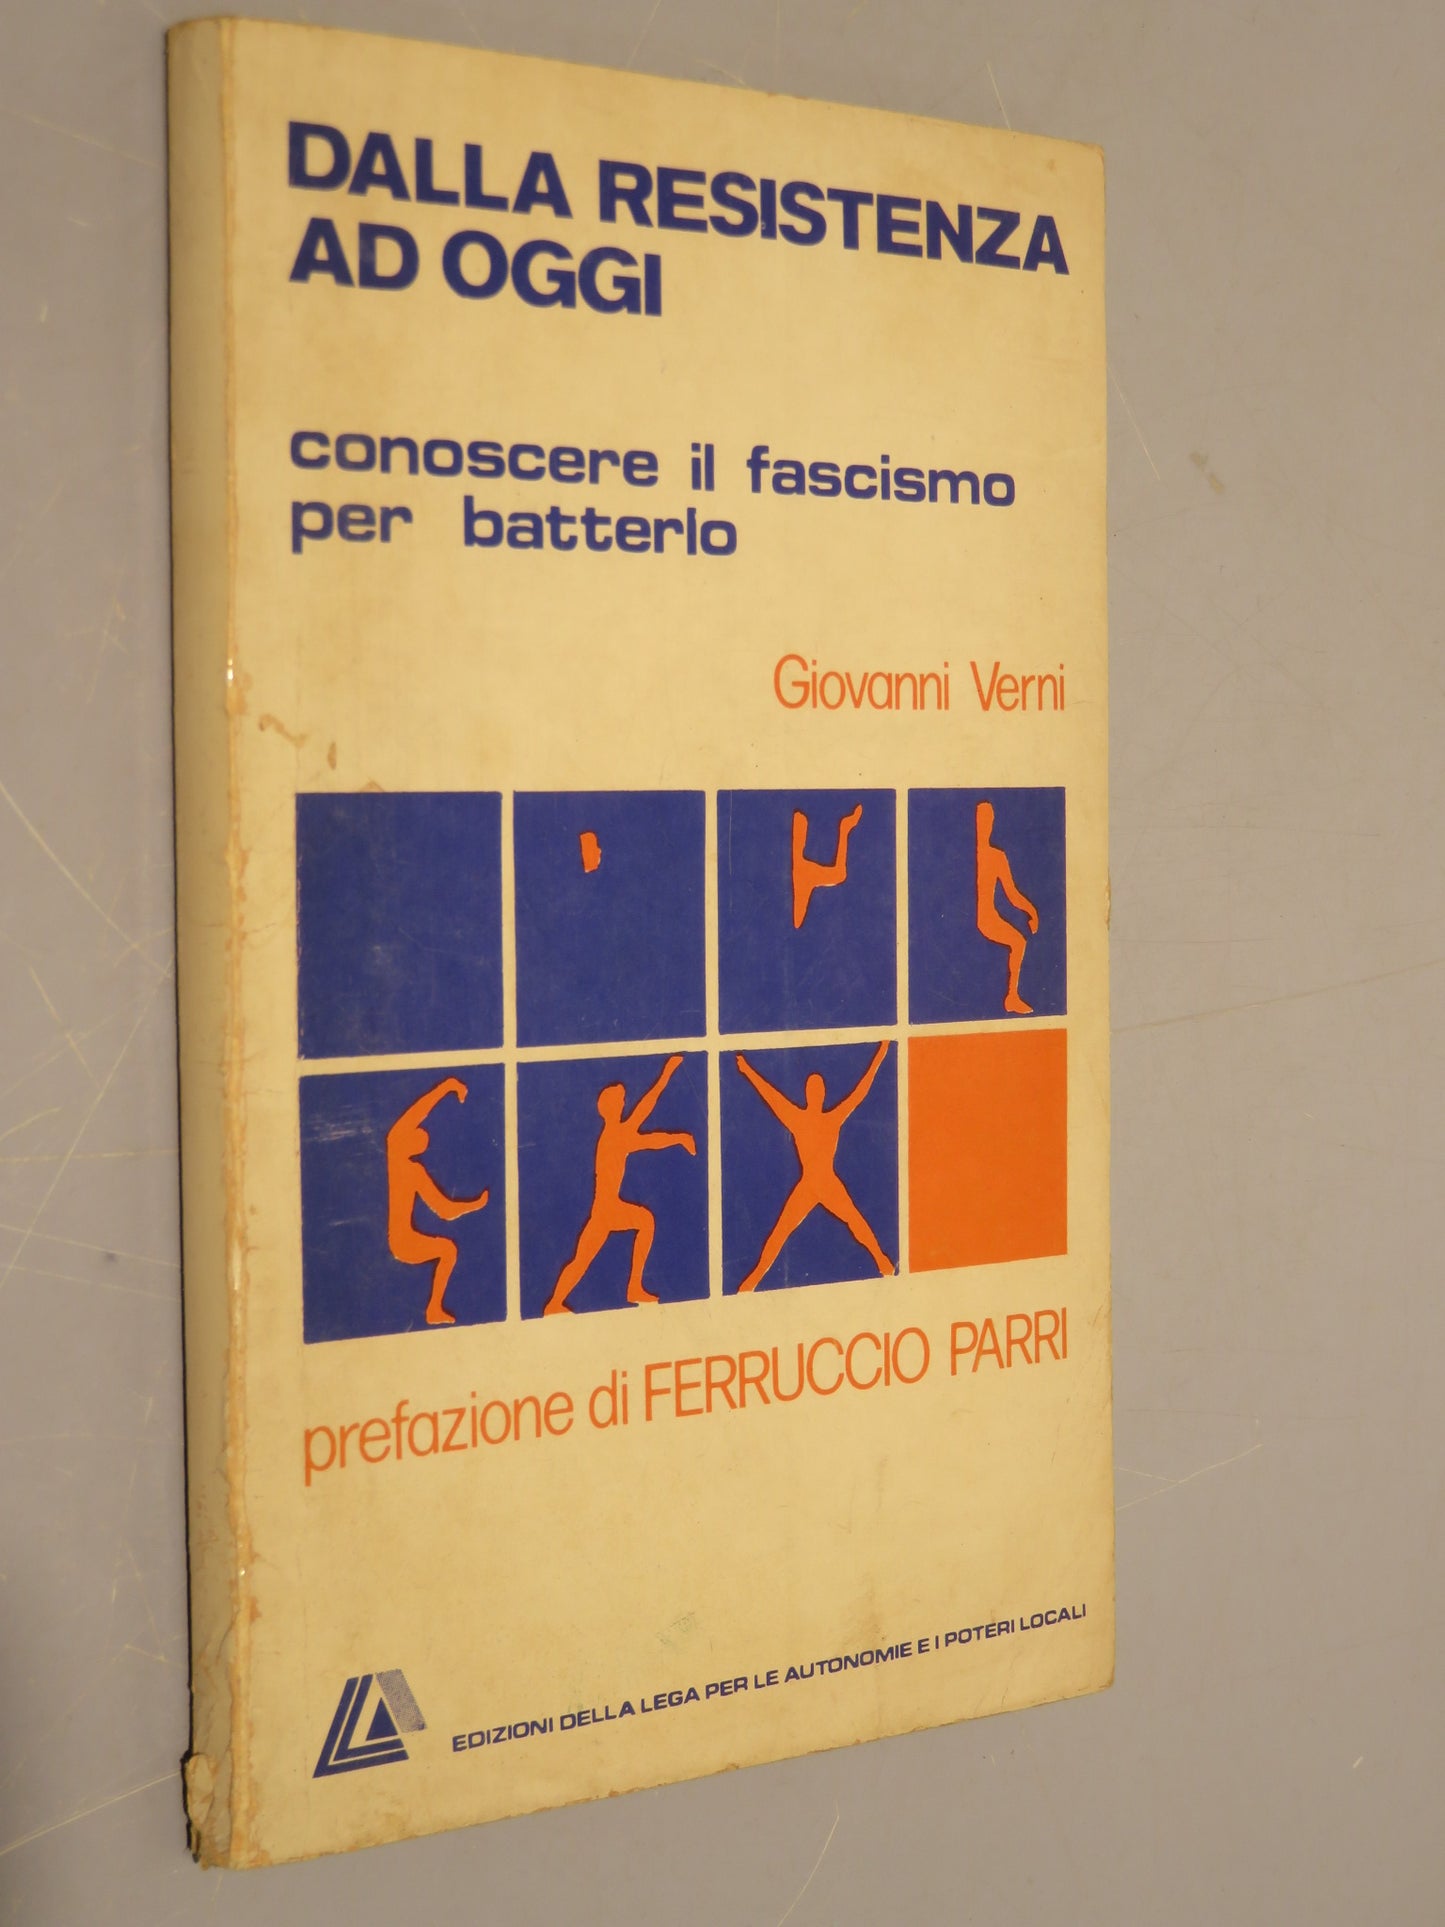 DALLA RESISTENZA
AD OGGI
conoscere il fascismo
per batterlo
Giovanni Verni
prefazione di FERRUCCIO PARRI
EDIZIONI DELLA LEGA PER LE AUTONOMIE E I POTERI LOCALI